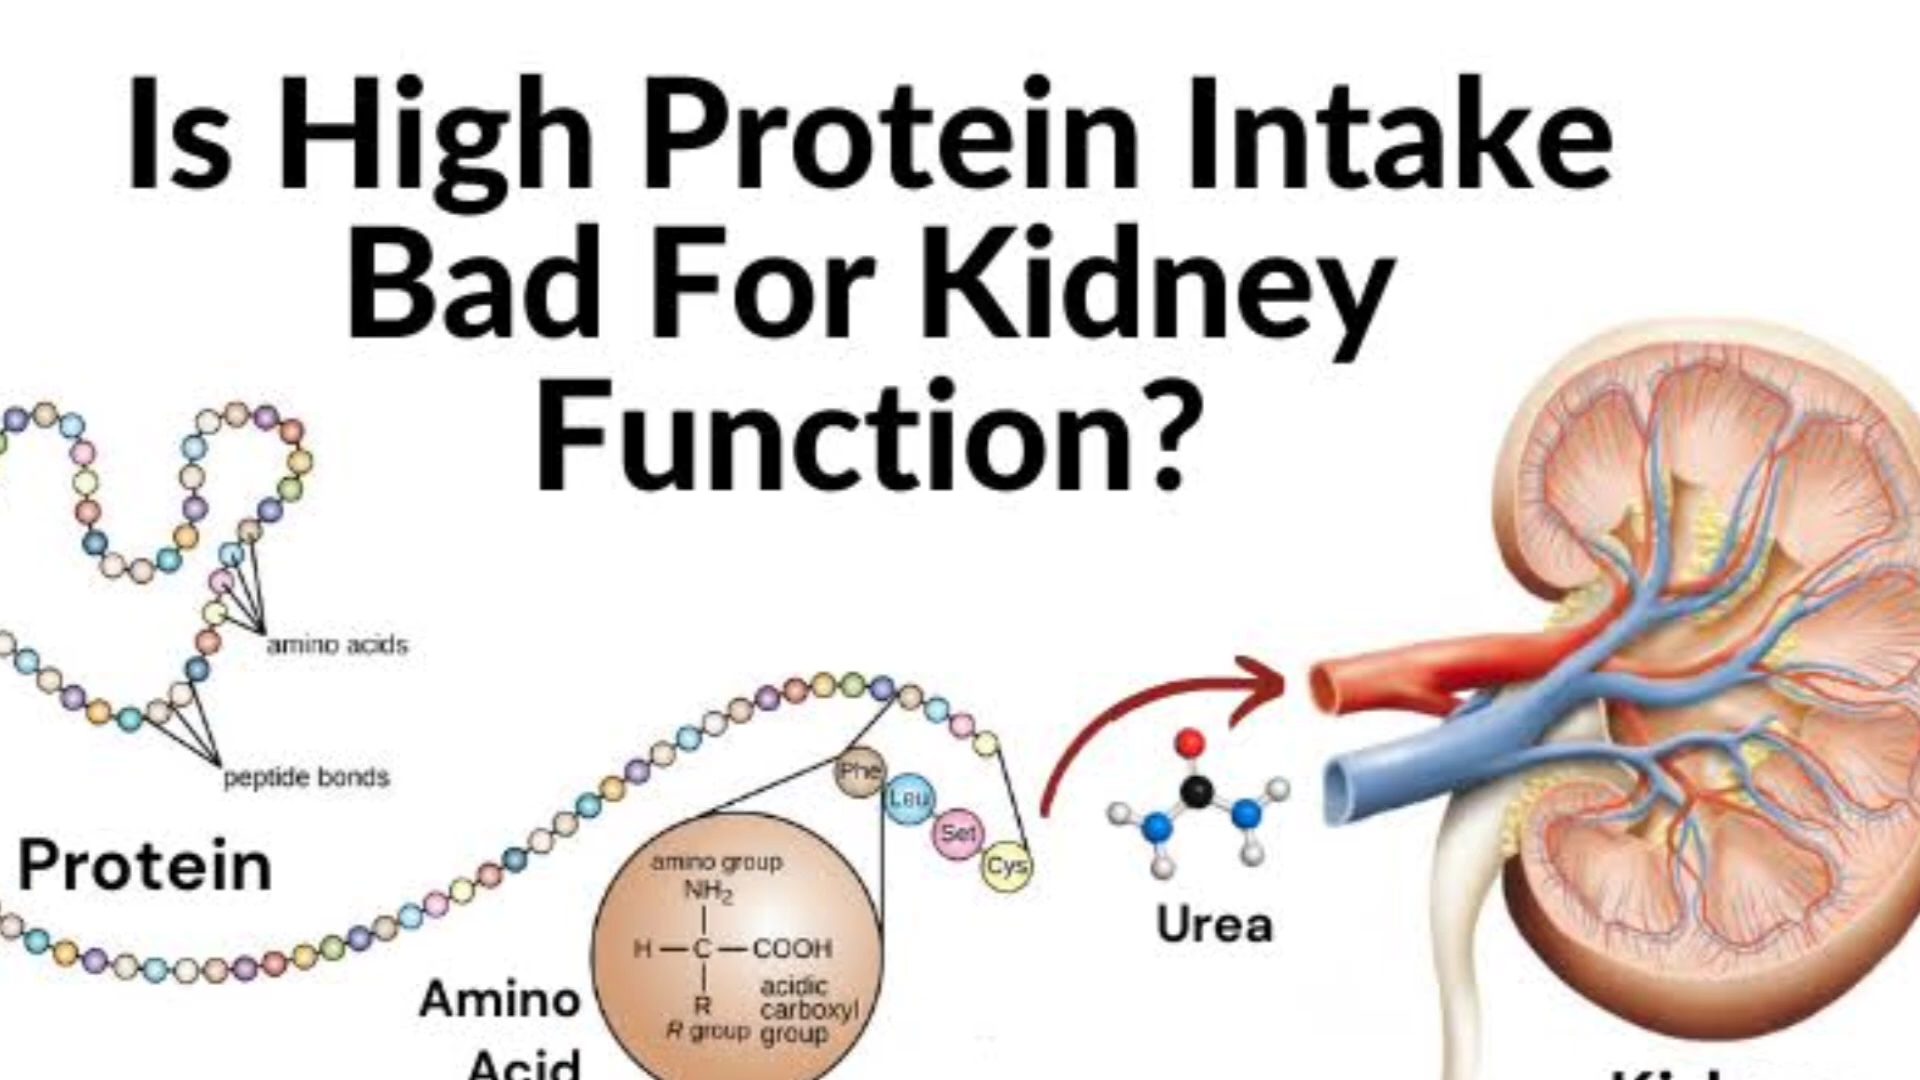 Is High Protein Intake
Bad For Kidney
Function?
amino acids
peptide bonds
Protein
Phe
Leu
Set
Cys
amino group
NH2
H — C — COOH
R
acidic
carboxyl
R group group
Amino
Acid
Urea